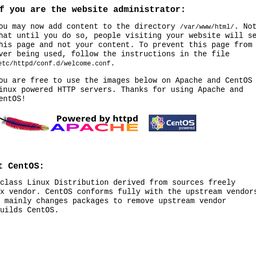 f you are the website administrator:
ou may now add content to the directory /var/www/html/. Not
hat until you do so, people visiting your website will se
his page and not your content. To prevent this page from
ver being used, follow the instructions in the file
etc/httpd/conf.d/welcome.conf.
ou are free to use the images below on Apache and CentOS
inux powered HTTP servers. Thanks for using Apache and
entOS!
Powered by httpd
APACHE
CentOS
powered
t CentOS:
class Linux Distribution derived from sources freely
x vendor. CentOS conforms fully with the upstream vendors
mainly changes packages to remove upstream vendor
uilds CentOS.